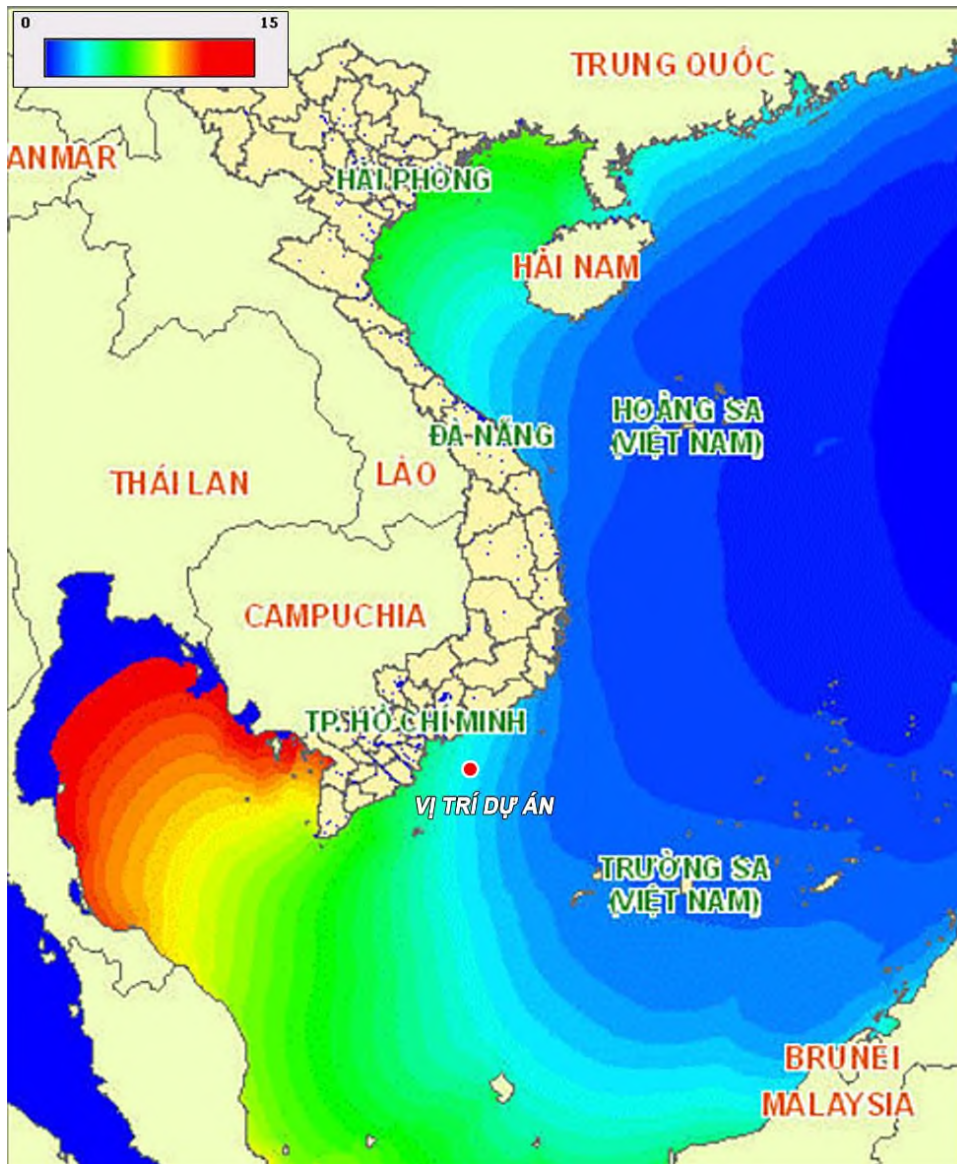 0 15
TRUNG QUỐC
ANMAR
HẢI PHÒNG
HẢI NAM
HOÀNG SA
(VIỆT NAM)
ĐÀ NẴNG
LÀO
THÁI LAN
CAMPUCHIA
TP. HỒ CHÍ MINH
VỊ TRÍ DỰ ÁN
TRƯỜNG SA
(VIỆT NAM)
BRUNEI
MALAYSIA